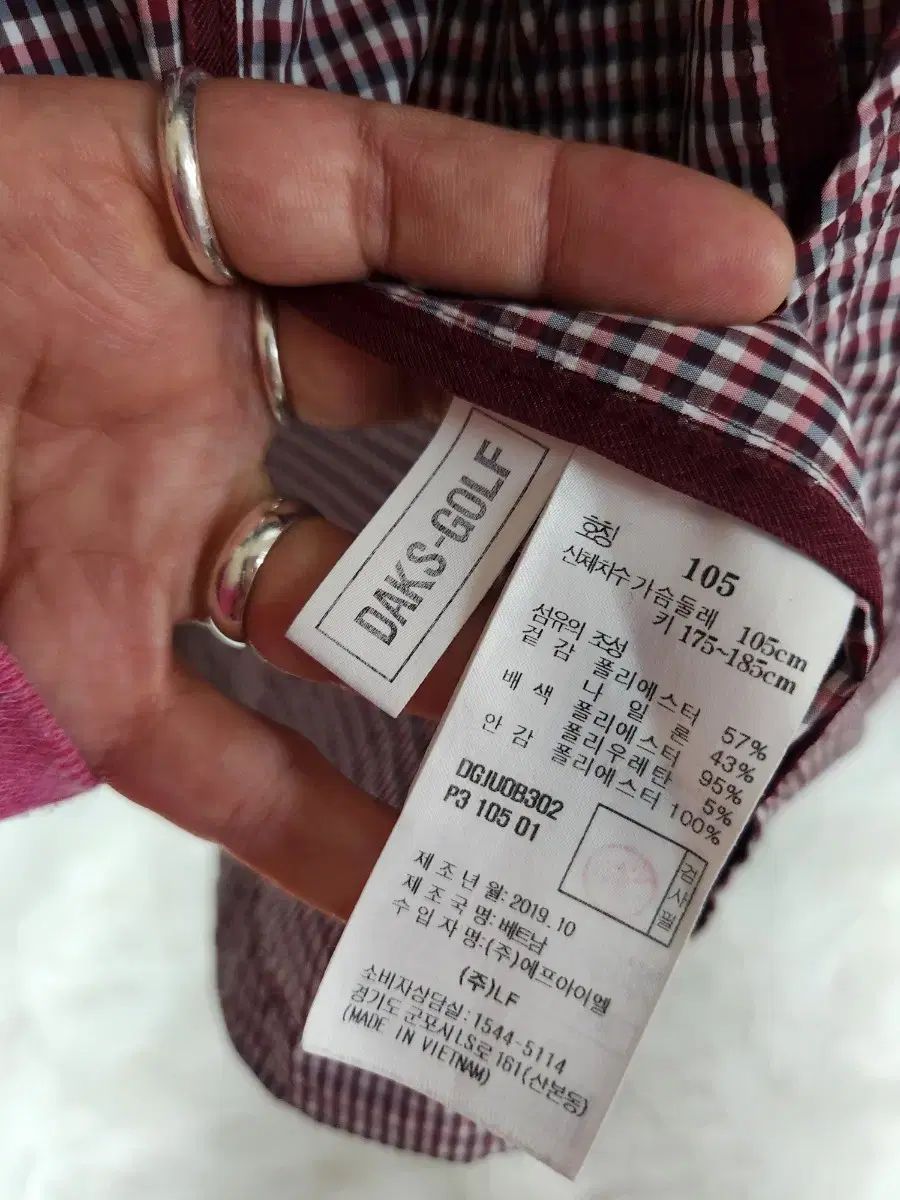 DAKS-GOLF
호칭 105
신체치수 가슴둘레 105cm
키 175~185cm
섬유의 조성
겉감 폴리에스터 57%
나일론 43%
배색 폴리에스터 95%
폴리우레탄 5%
안감 폴리에스터 100%
DGJU0B302
P3 105 01
검사필
제조년월: 2019.10
제조국명: 베트남
수입자명:(주)에프아이엘
(주)LF
소비자상담실:1544-5114
경기도 군포시LS로 161(산본동)
(MADE IN VIETNAM)